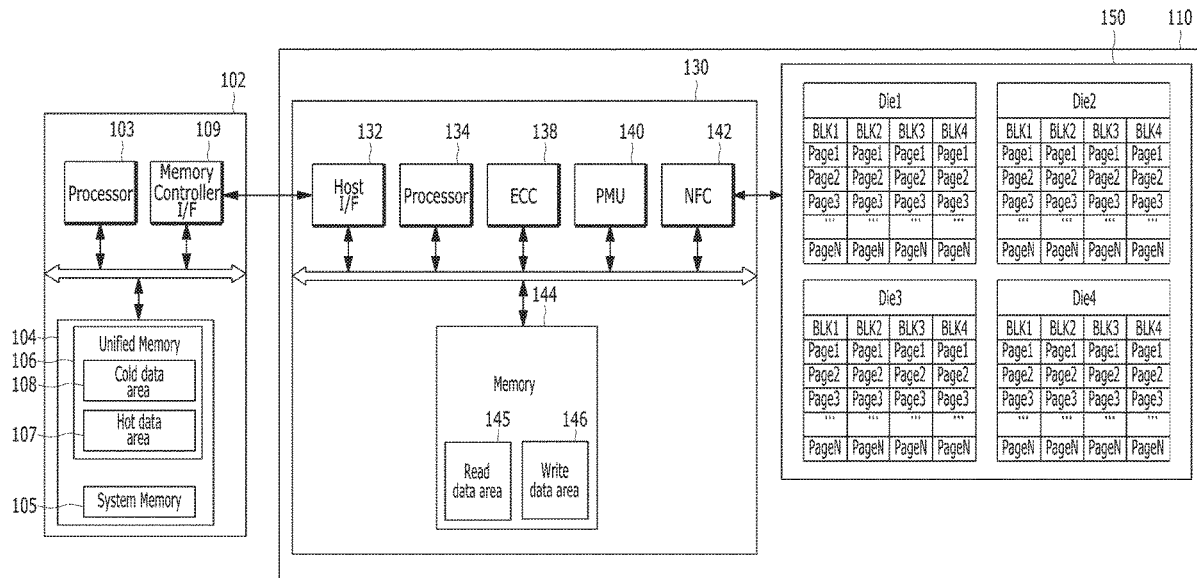 150
110
102
130
103
109
132
134
138
140
142
Processor
Memory
Controller
I/F
Host
I/F
Processor
ECC
PMU
NFC
104
106
108
107
105
Unified Memory
Cold data
area
Hot data
area
System Memory
144
Memory
145
146
Read
data area
Write
data area
Die1
BLK1 BLK2 BLK3 BLK4
Page1 Page1 Page1 Page1
Page2 Page2 Page2 Page2
Page3 Page3 Page3 Page3
... ... ... ...
PageN PageN PageN PageN
Die2
BLK1 BLK2 BLK3 BLK4
Page1 Page1 Page1 Page1
Page2 Page2 Page2 Page2
Page3 Page3 Page3 Page3
... ... ... ...
PageN PageN PageN PageN
Die3
BLK1 BLK2 BLK3 BLK4
Page1 Page1 Page1 Page1
Page2 Page2 Page2 Page2
Page3 Page3 Page3 Page3
... ... ... ...
PageN PageN PageN PageN
Die4
BLK1 BLK2 BLK3 BLK4
Page1 Page1 Page1 Page1
Page2 Page2 Page2 Page2
Page3 Page3 Page3 Page3
... ... ... ...
PageN PageN PageN PageN